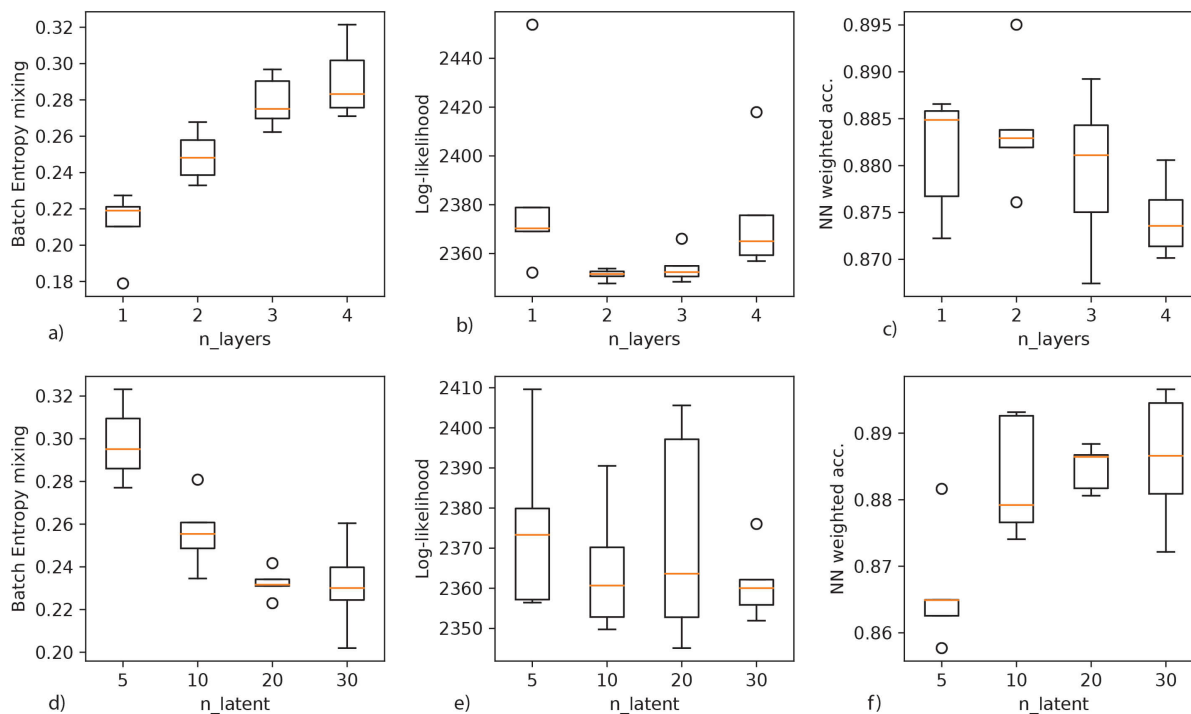 Batch Entropy mixing
0.32
0.30
0.28
0.26
0.24
0.22
0.20
0.18
1 2 3 4
n_layers
a)
Log-likelihood
2440
2420
2400
2380
2360
1 2 3 4
n_layers
b)
NN weighted acc.
0.895
0.890
0.885
0.880
0.875
0.870
1 2 3 4
n_layers
c)
Batch Entropy mixing
0.32
0.30
0.28
0.26
0.24
0.22
0.20
5 10 20 30
n_latent
d)
Log-likelihood
2410
2400
2390
2380
2370
2360
2350
5 10 20 30
n_latent
e)
NN weighted acc.
0.89
0.88
0.87
0.86
5 10 20 30
n_latent
f)